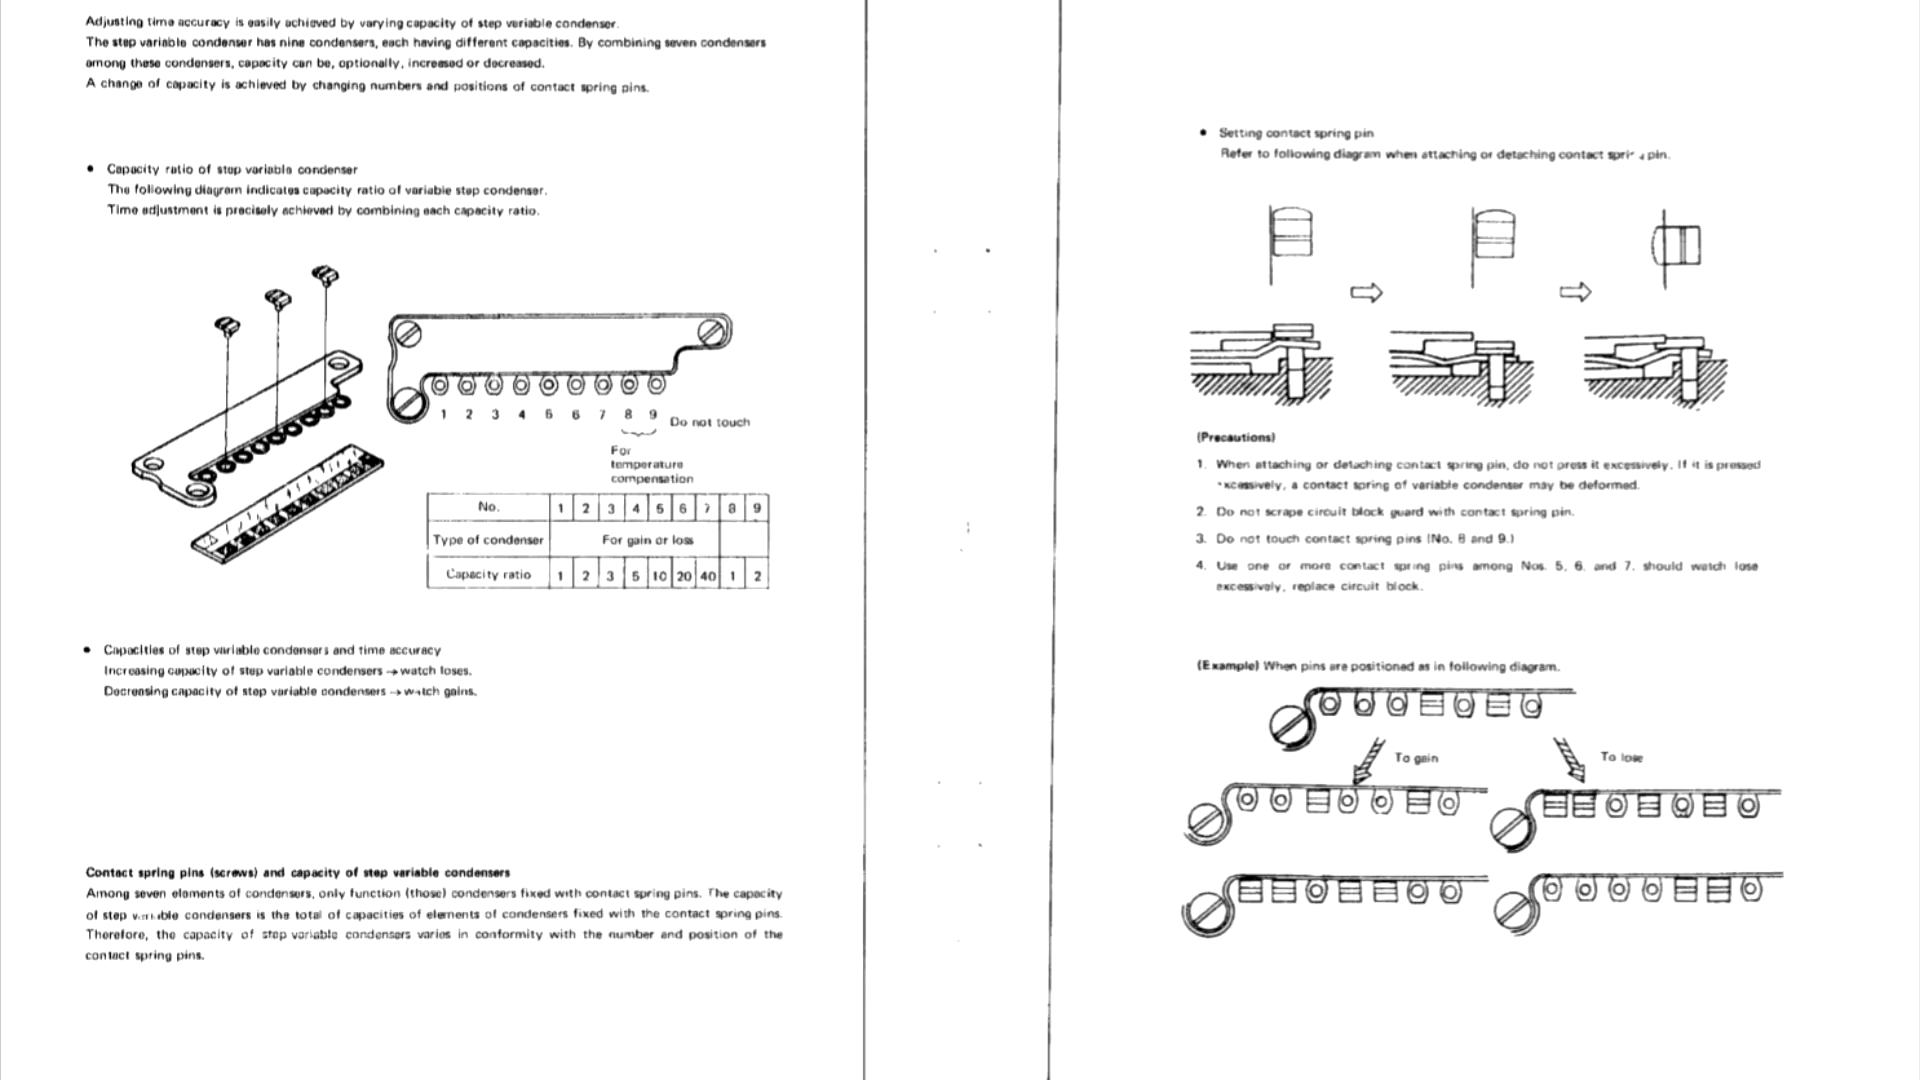 Adjusting time accuracy is easily achieved by varying capacity of step variable condenser.
The step variable condenser has nine condensers, each having different capacities. By combining seven condensers
among these condensers, capacity can be, optionally, increased or decreased.
A change of capacity is achieved by changing numbers and positions of contact spring pins.
• Capacity ratio of step variable condenser
The following diagram indicates capacity ratio of variable step condenser.
Time adjustment is precisely achieved by combining each capacity ratio.
1 2 3 4 5 6 7 8 9
Do not touch
For
temperature
compensation
No. 1 2 3 4 5 6 7 8 9
Type of condenser For gain or loss
Capacity ratio 1 2 3 5 10 20 40 1 2
• Capacities of step variable condensers and time accuracy
Increasing capacity of step variable condensers → watch loses.
Decreasing capacity of step variable condensers → watch gains.
Contact spring pins (screws) and capacity of step variable condensers
Among seven elements of condensers, only function (those) condensers fixed with contact spring pins. The capacity
of step variable condensers is the total of capacities of elements of condensers fixed with the contact spring pins.
Therefore, the capacity of step variable condensers varies in conformity with the number and position of the
contact spring pins.
• Setting contact spring pin
Refer to following diagram when attaching or detaching contact pin.
(Precautions)
1. When attaching or detaching contact spring pin, do not press it excessively. If it is pressed
excessively, a contact spring of variable condenser may be deformed.
2. Do not scrape circuit block guard with contact spring pin.
3. Do not touch contact spring pins (No. 8 and 9.)
4. Use one or more contact spring pins among Nos. 5, 6, and 7. should watch lose
excessively, replace circuit block.
(Example) When pins are positioned as in following diagram.
To gain
To lose